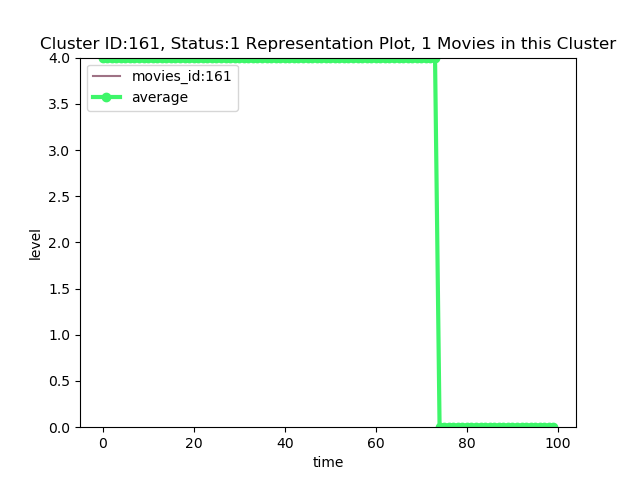 Cluster ID:161, Status:1 Representation Plot, 1 Movies in this Cluster
movies_id:161
average
4.0
3.5
3.0
2.5
2.0
1.5
1.0
0.5
0.0
level
0 20 40 60 80 100
time